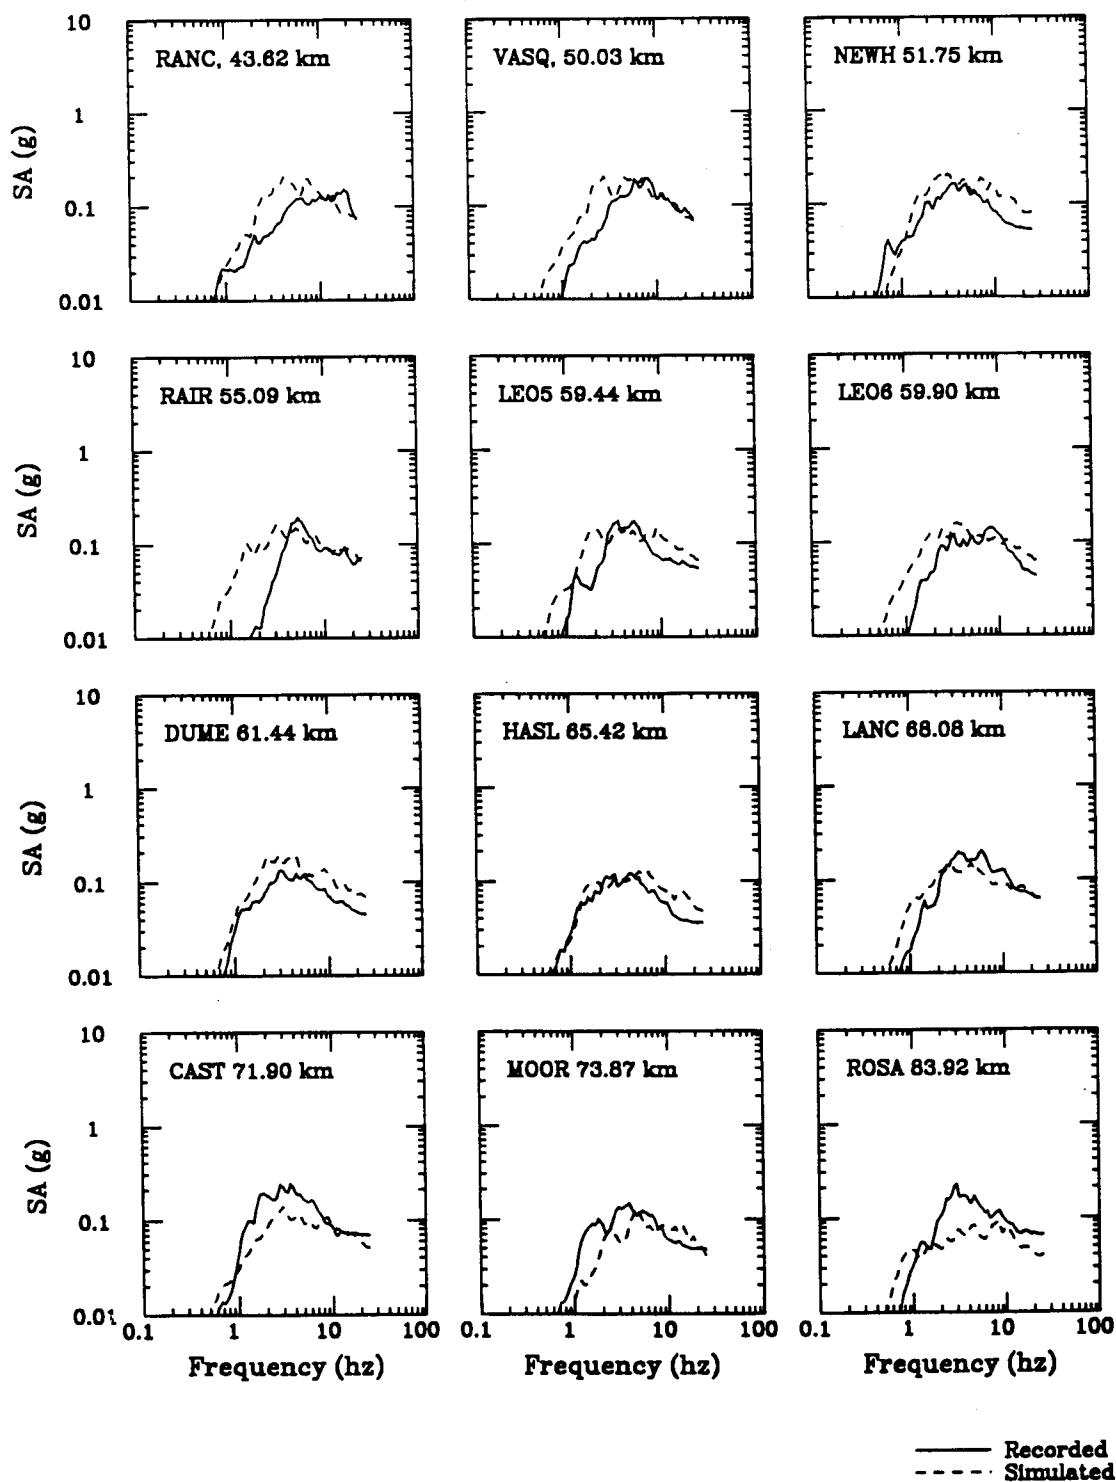 RANC, 43.62 km
VASQ, 50.03 km
NEWH 51.75 km
SA (g)
10
1
0.1
0.01
RAIR 55.09 km
LEO5 59.44 km
LEO6 59.90 km
SA (g)
10
1
0.1
0.01
DUME 61.44 km
HASL 65.42 km
LANC 68.08 km
SA (g)
10
1
0.1
0.01
CAST 71.90 km
MOOR 73.87 km
ROSA 83.92 km
SA (g)
10
1
0.1
0.01
0.1 1 10 100
0.1 1 10 100
0.1 1 10 100
Frequency (hz)
Frequency (hz)
Frequency (hz)
Recorded
Simulated